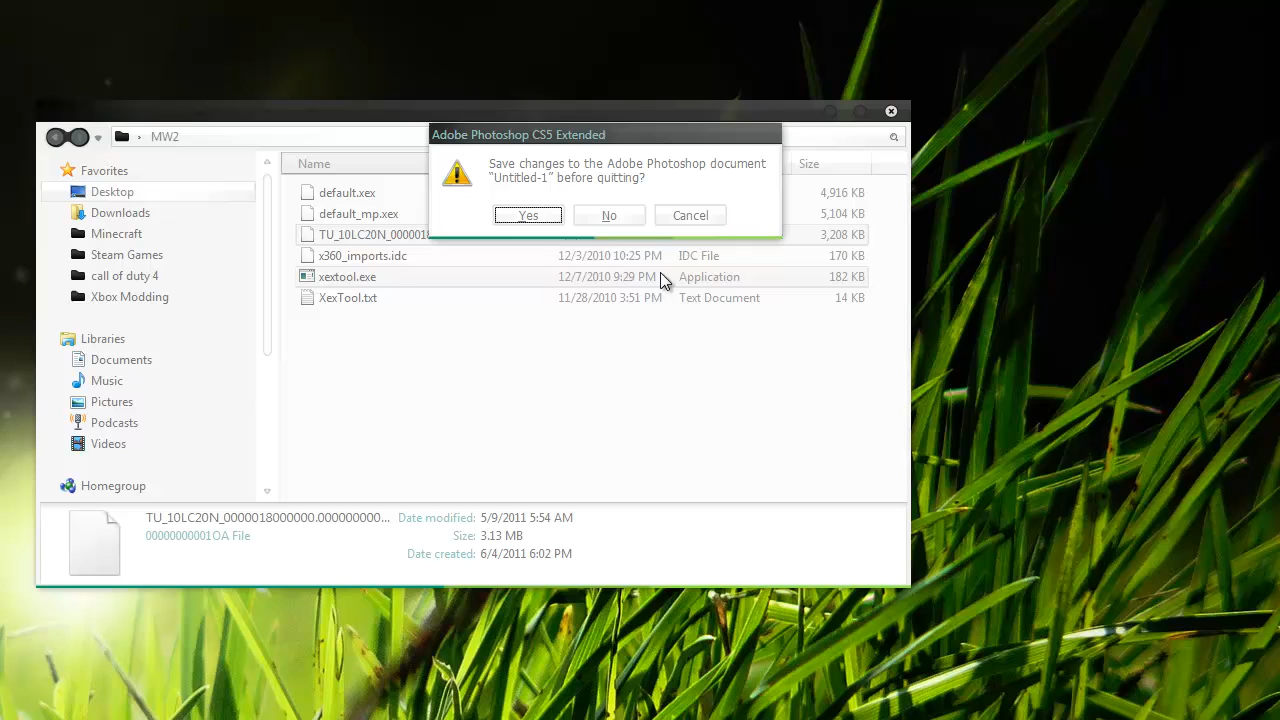 MW2
Adobe Photoshop CS5 Extended
Save changes to the Adobe Photoshop document
“Untitled-1” before quitting?
Yes No Cancel
Favorites
Desktop
Downloads
Minecraft
Steam Games
call of duty 4
Xbox Modding
Libraries
Documents
Music
Pictures
Podcasts
Videos
Homegroup
Name Size
default.xex 4,916 KB
default_mp.xex 5,104 KB
TU_10LC20N_0000018 3,208 KB
x360_imports.idc 12/3/2010 10:25 PM IDC File 170 KB
xextool.exe 12/7/2010 9:29 PM Application 182 KB
XexTool.txt 11/28/2010 3:51 PM Text Document 14 KB
TU_10LC20N_0000018000000.000000000... Date modified: 5/9/2011 5:54 AM
00000000001OA File Size: 3.13 MB
Date created: 6/4/2011 6:02 PM